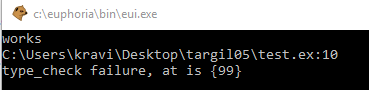 c:\euphoria\bin\eui.exe
works
C:\Users\kravi\Desktop\targil05\test.ex:10
type_check failure, at is {99}